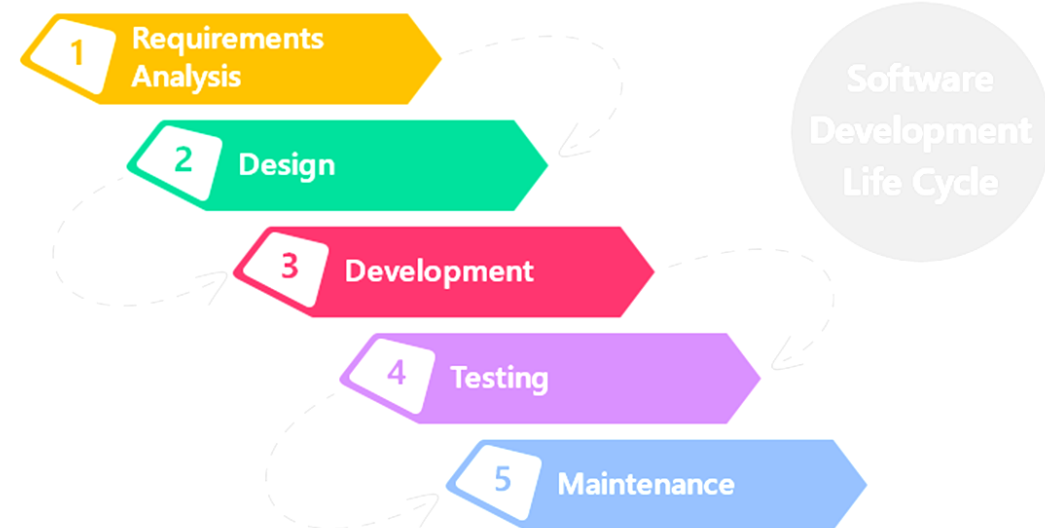 1
Requirements
Analysis
2
Design
3
Development
4
Testing
5
Maintenance
Software
Development
Life Cycle